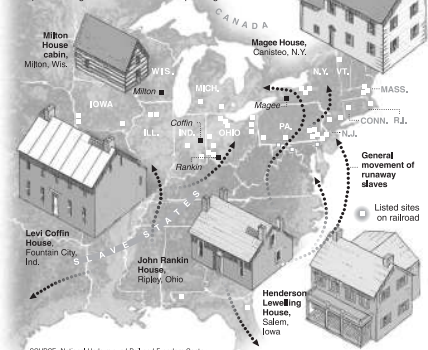 CANADA
Milton
House
cabin,
Milton, Wis.
Magee House,
Canisteo, N.Y.
WIS.
MICH.
N.Y.
VT.
MASS.
CONN.
R.I.
N.J.
PA.
OHIO
IND.
ILL.
IOWA
Milton
Coffin
Rankin
Magee
General
movement of
runaway
slaves
Listed sites
on railroad
SLAVE STATES
Levi Coffin
House,
Fountain City,
Ind.
John Rankin
House,
Ripley, Ohio
Henderson
Lewelling
House,
Salem,
Iowa